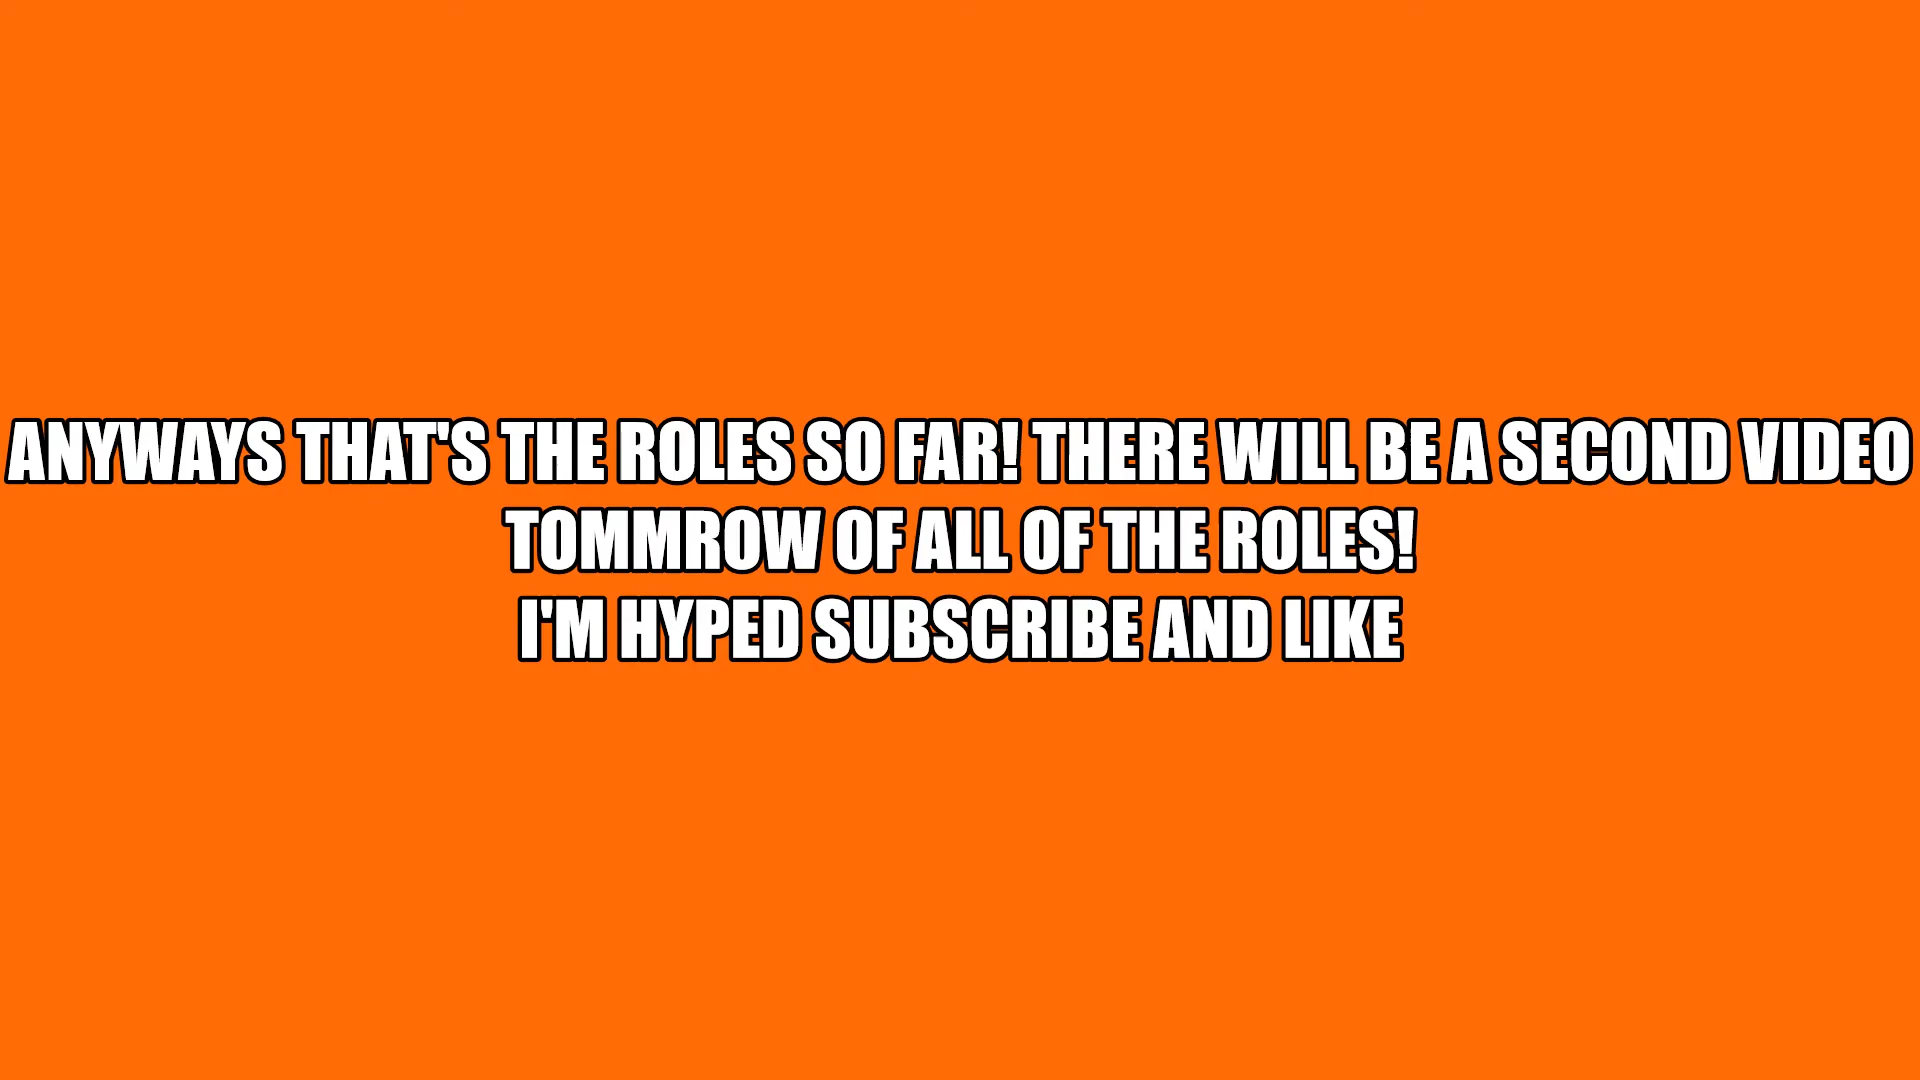 ANYWAYS THAT'S THE ROLES SO FAR! THERE WILL BE A SECOND VIDEO
TOMMROW OF ALL OF THE ROLES!
I'M HYPED SUBSCRIBE AND LIKE